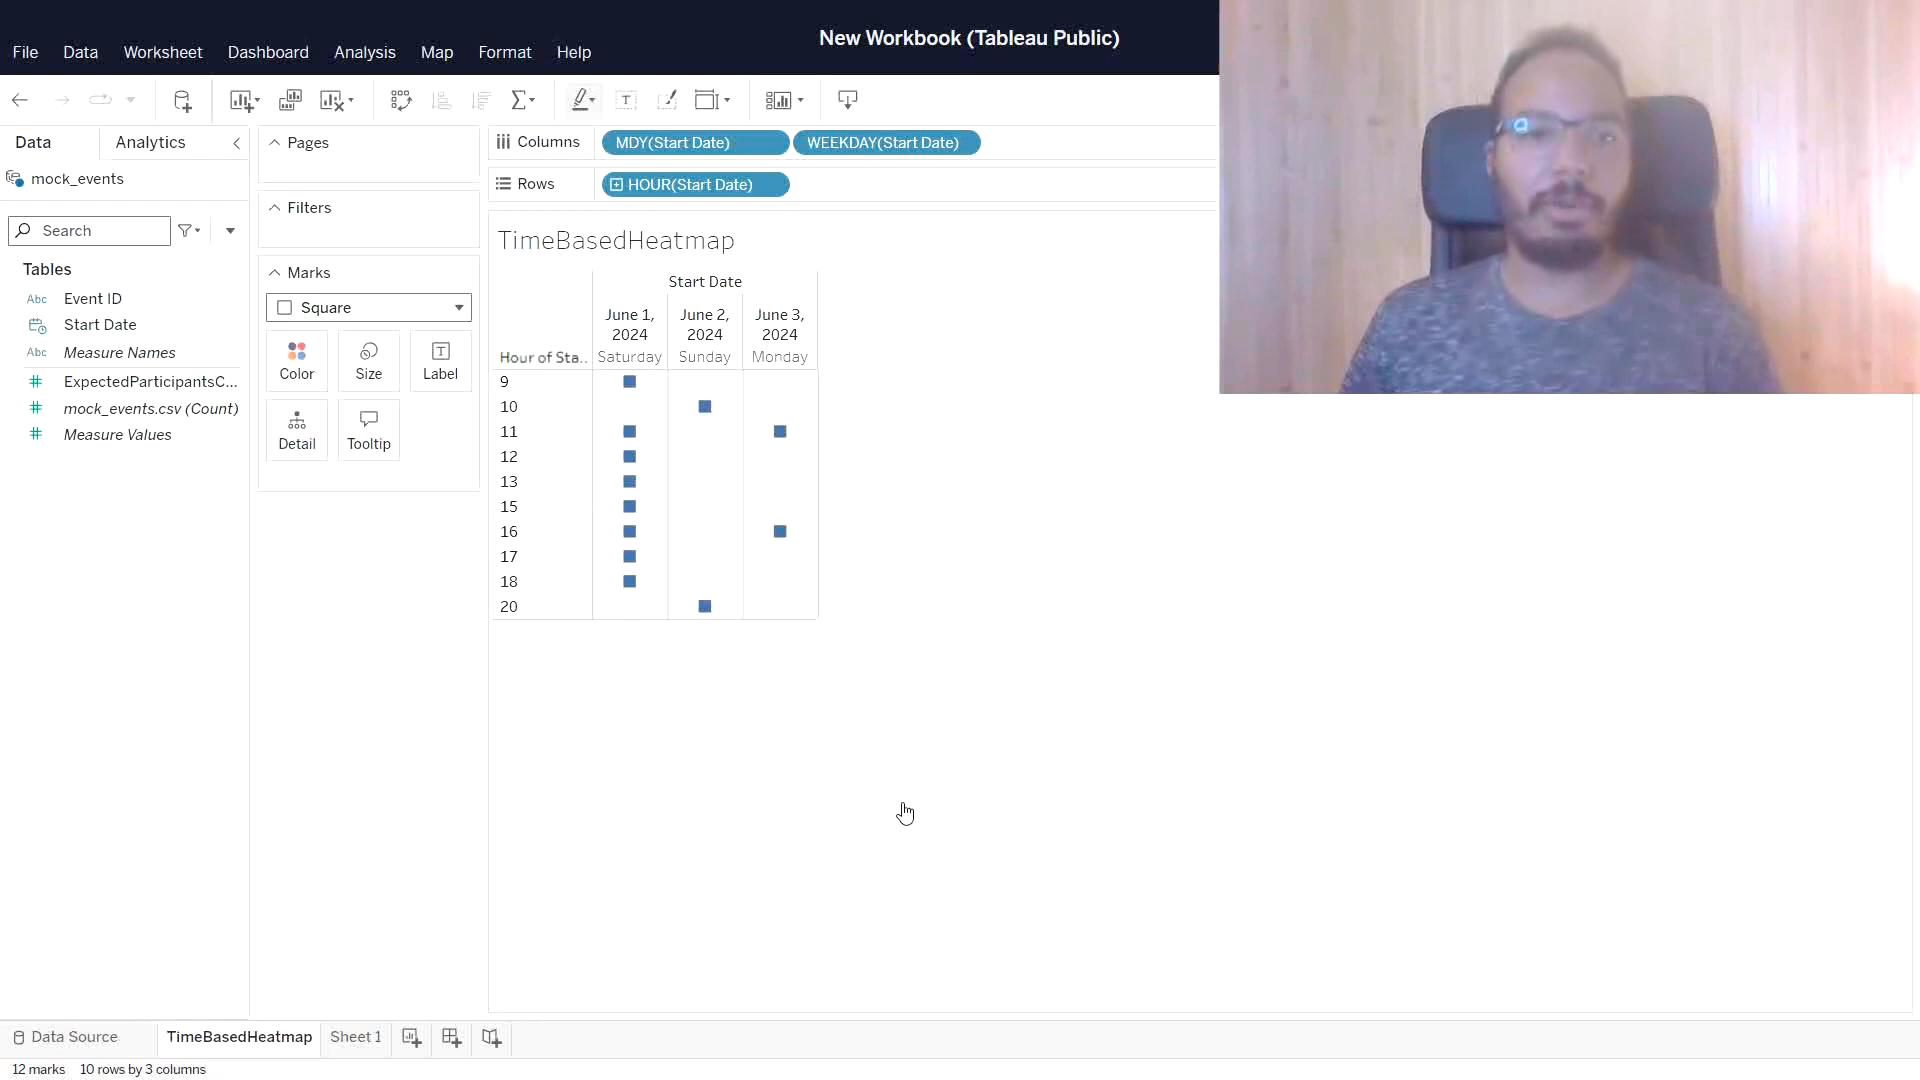 New Workbook (Tableau Public)
File Data Worksheet Dashboard Analysis Map Format Help
Data Analytics
mock_events
Search
Tables
Abc Event ID
Start Date
Abc Measure Names
ExpectedParticipantsC...
mock_events.csv (Count)
Measure Values
Pages
Filters
Marks
Square
Color Size Label
Detail Tooltip
Columns MDY(Start Date) WEEKDAY(Start Date)
Rows HOUR(Start Date)
TimeBasedHeatmap
Start Date
June 1, June 2, June 3,
2024 2024 2024
Hour of Sta.. Saturday Sunday Monday
9
10
11
12
13
15
16
17
18
20
Data Source TimeBasedHeatmap Sheet 1
12 marks 10 rows by 3 columns